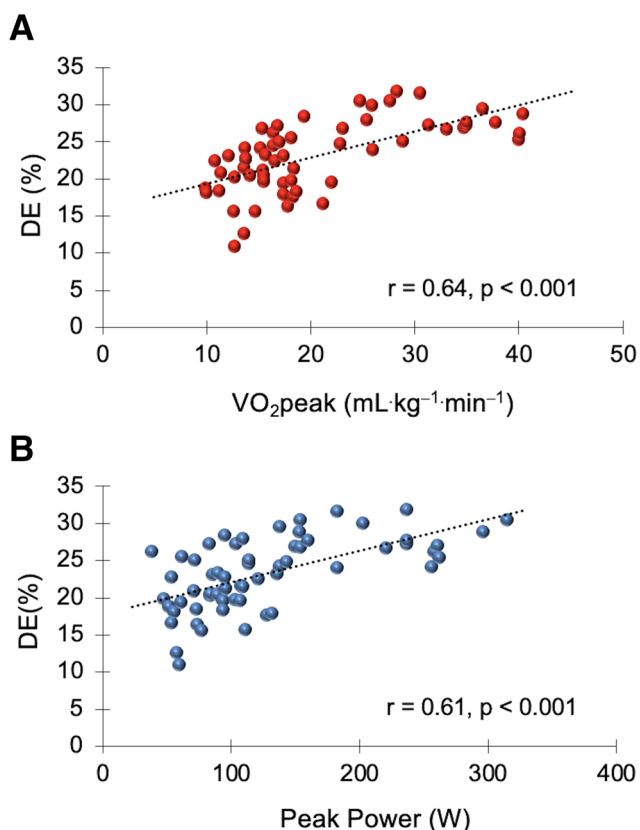 A
35
30
25
20
15
10
5
0
DE (%)
r = 0.64, p < 0.001
0 10 20 30 40 50
VO₂peak (mL·kg⁻¹·min⁻¹)
B
35
30
25
20
15
10
5
0
DE(%)
r = 0.61, p < 0.001
0 100 200 300 400
Peak Power (W)